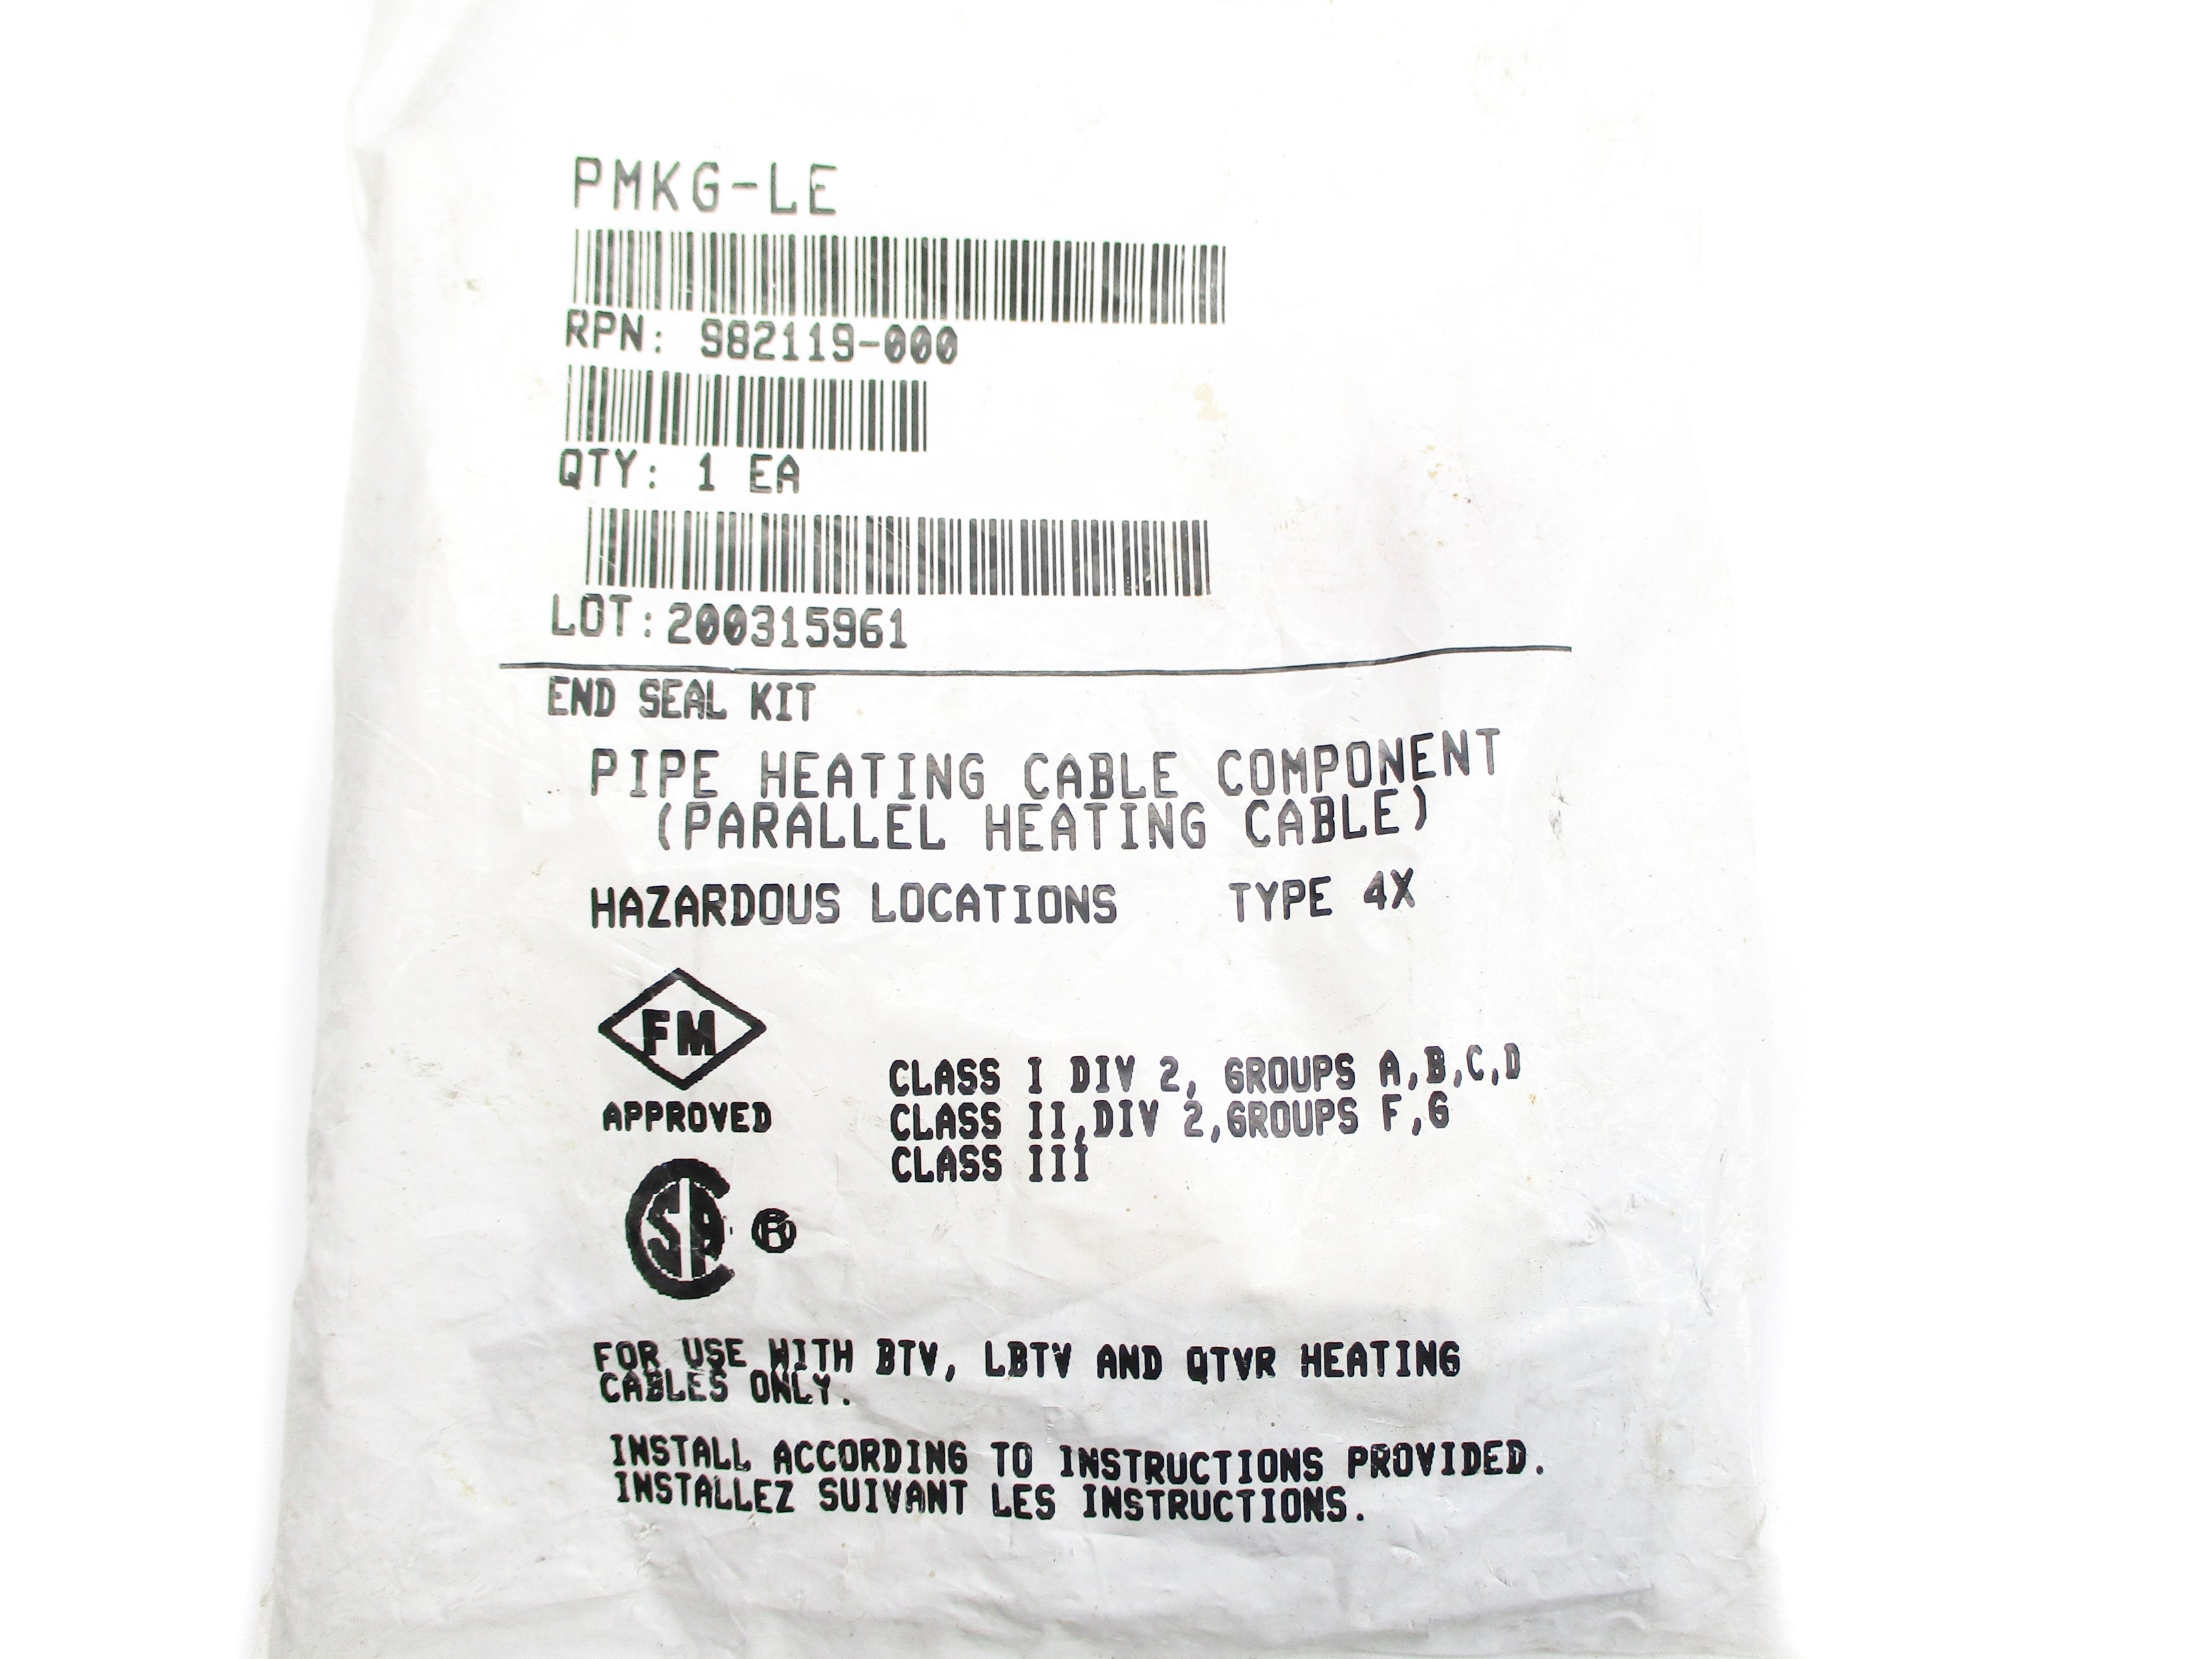 PMKG-LE
RPN: 982119-000
QTY: 1 EA
LOT:200315961
END SEAL KIT
PIPE HEATING CABLE COMPONENT
(PARALLEL HEATING CABLE)
HAZARDOUS LOCATIONS TYPE 4X
FM
APPROVED
CLASS I DIV 2, GROUPS A,B,C,D
CLASS II,DIV 2,GROUPS F,G
CLASS III
CSA ®
FOR USE WITH BTV, LBTV AND QTVR HEATING
CABLES ONLY.
INSTALL ACCORDING TO INSTRUCTIONS PROVIDED.
INSTALLEZ SUIVANT LES INSTRUCTIONS.